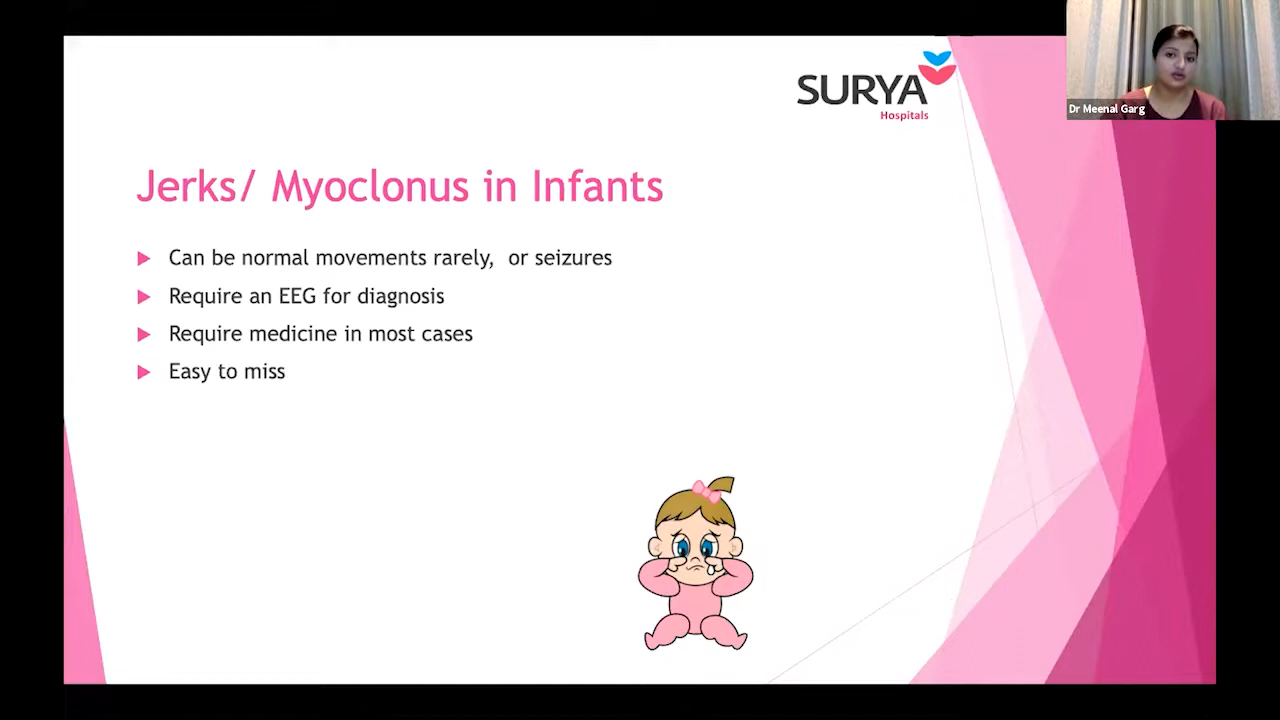 SURYA
Hospitals
Dr Meenal Garg
Jerks/ Myoclonus in Infants
Can be normal movements rarely, or seizures
Require an EEG for diagnosis
Require medicine in most cases
Easy to miss